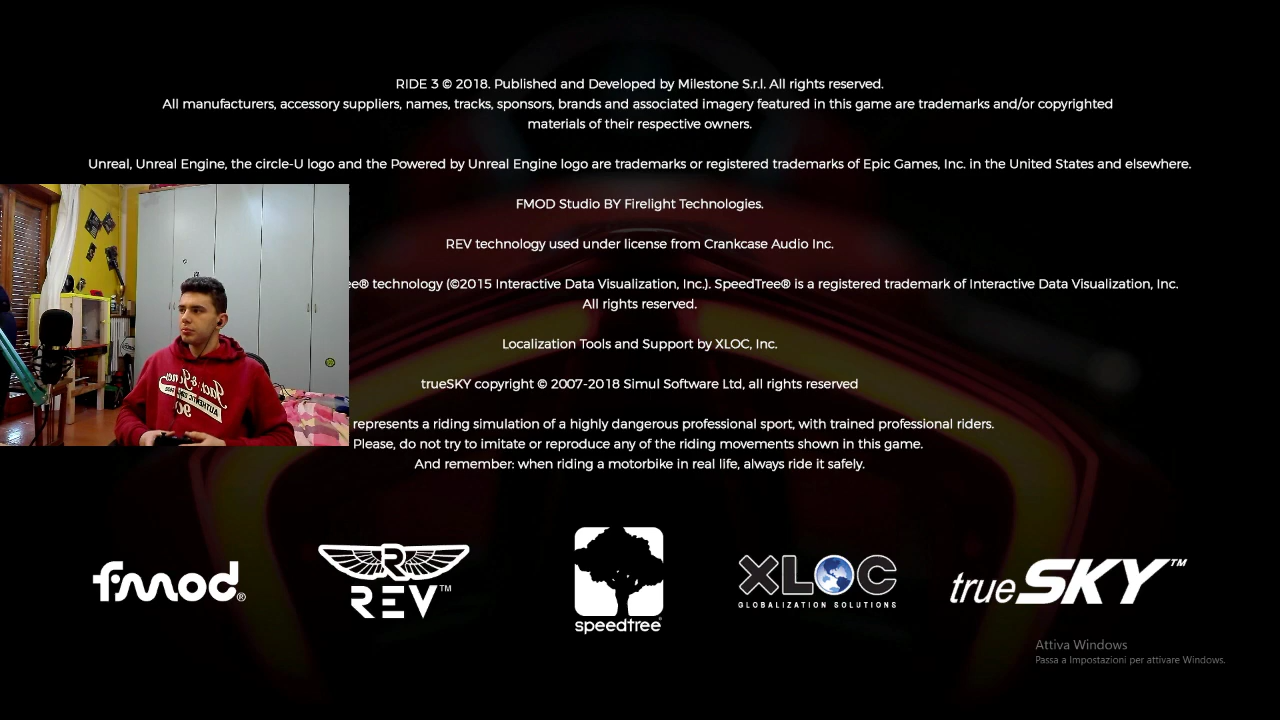 RIDE 3 © 2018. Published and Developed by Milestone S.r.l. All rights reserved.
All manufacturers, accessory suppliers, names, tracks, sponsors, brands and associated imagery featured in this game are trademarks and/or copyrighted
materials of their respective owners.
Unreal, Unreal Engine, the circle-U logo and the Powered by Unreal Engine logo are trademarks or registered trademarks of Epic Games, Inc. in the United States and elsewhere.
FMOD Studio BY Firelight Technologies.
REV technology used under license from Crankcase Audio Inc.
ee® technology (©2015 Interactive Data Visualization, Inc.). SpeedTree® is a registered trademark of Interactive Data Visualization, Inc.
All rights reserved.
Localization Tools and Support by XLOC, Inc.
trueSKY copyright © 2007-2018 Simul Software Ltd, all rights reserved
represents a riding simulation of a highly dangerous professional sport, with trained professional riders.
Please, do not try to imitate or reproduce any of the riding movements shown in this game.
And remember: when riding a motorbike in real life, always ride it safely.
AUTHENTIC
90
fmod®
R
REV™
speedtree®
XLOC
GLOBALIZATION SOLUTIONS
trueSKY™
Attiva Windows
Passa a Impostazioni per attivare Windows.